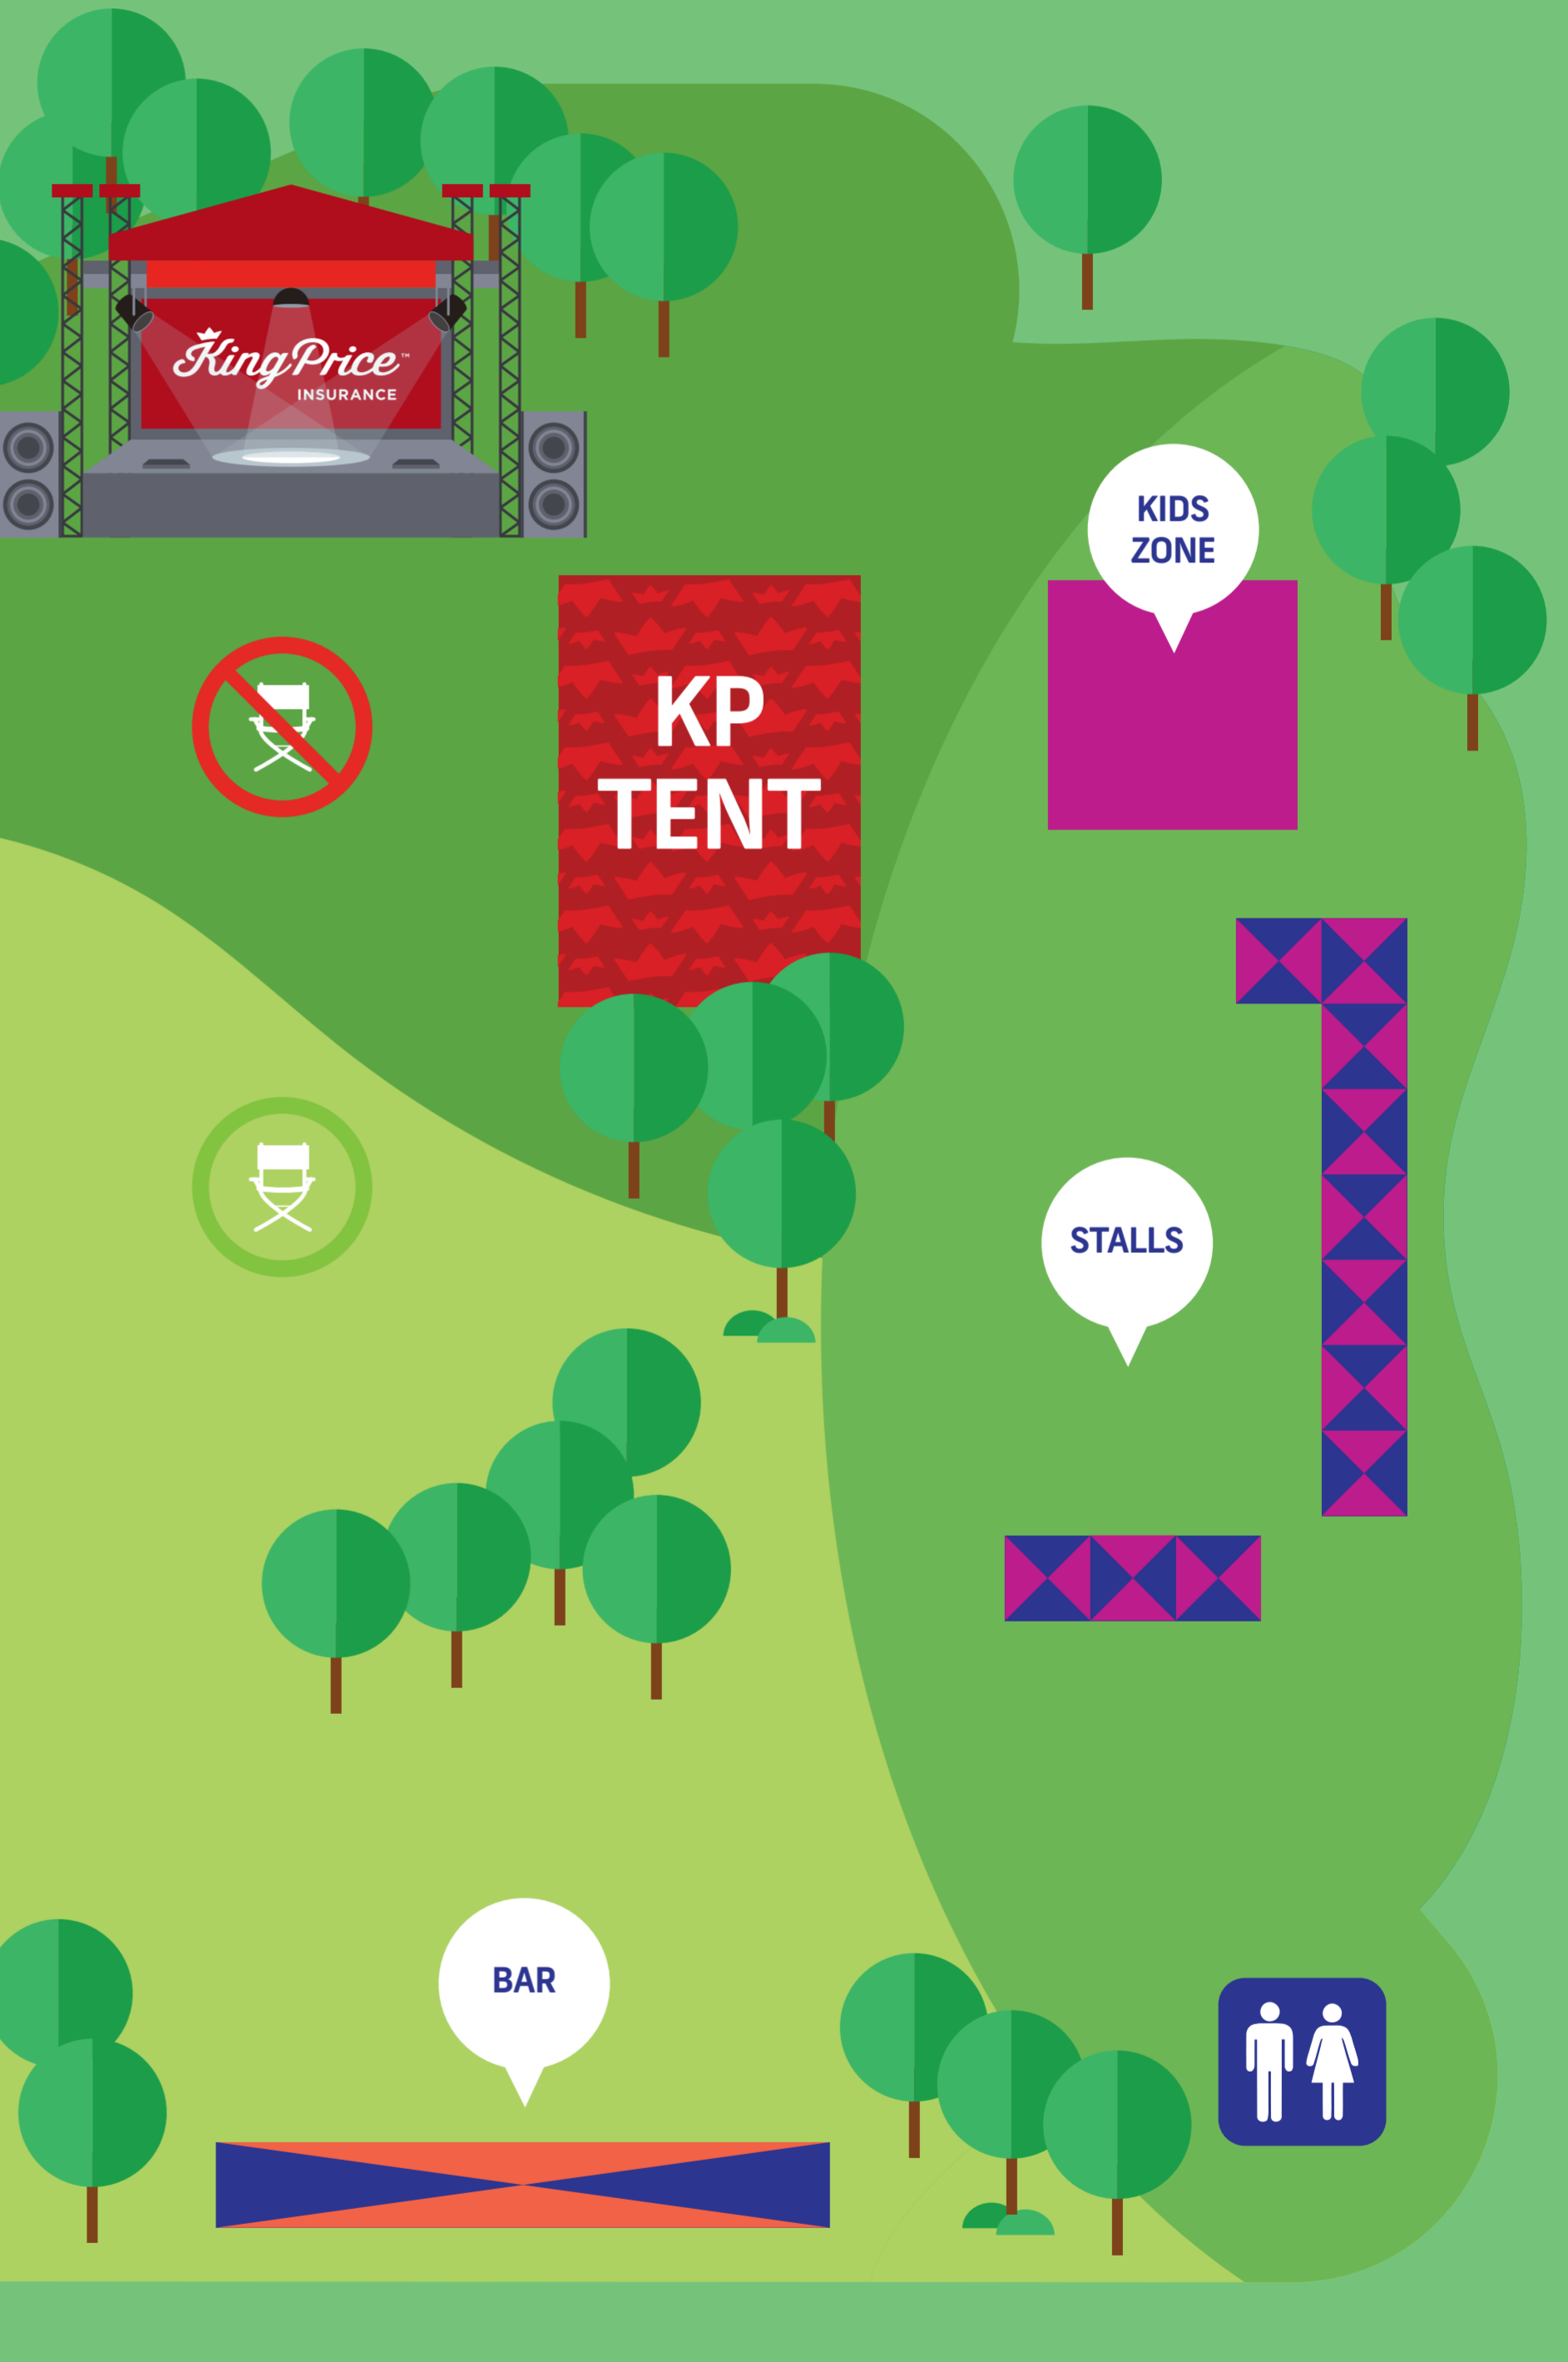 King Price™
INSURANCE
KIDS
ZONE
KP
TENT
STALLS
BAR